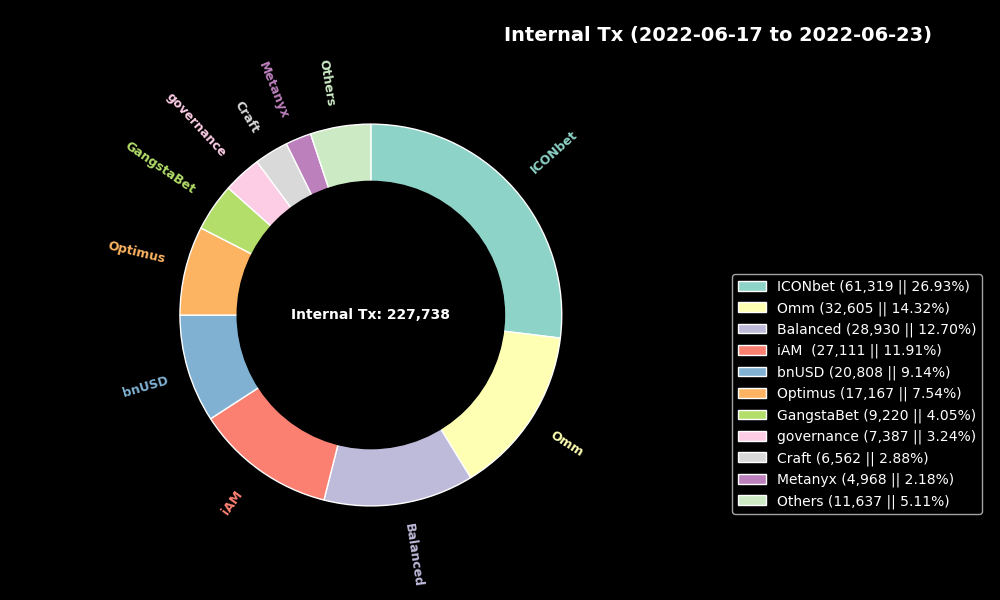 Internal Tx (2022-06-17 to 2022-06-23)
Others
Metanyx
Craft
governance
GangstaBet
Optimus
bnUSD
iAM
Balanced
Omm
ICONbet
Internal Tx: 227,738
ICONbet (61,319 || 26.93%)
Omm (32,605 || 14.32%)
Balanced (28,930 || 12.70%)
iAM  (27,111 || 11.91%)
bnUSD (20,808 || 9.14%)
Optimus (17,167 || 7.54%)
GangstaBet (9,220 || 4.05%)
governance (7,387 || 3.24%)
Craft (6,562 || 2.88%)
Metanyx (4,968 || 2.18%)
Others (11,637 || 5.11%)